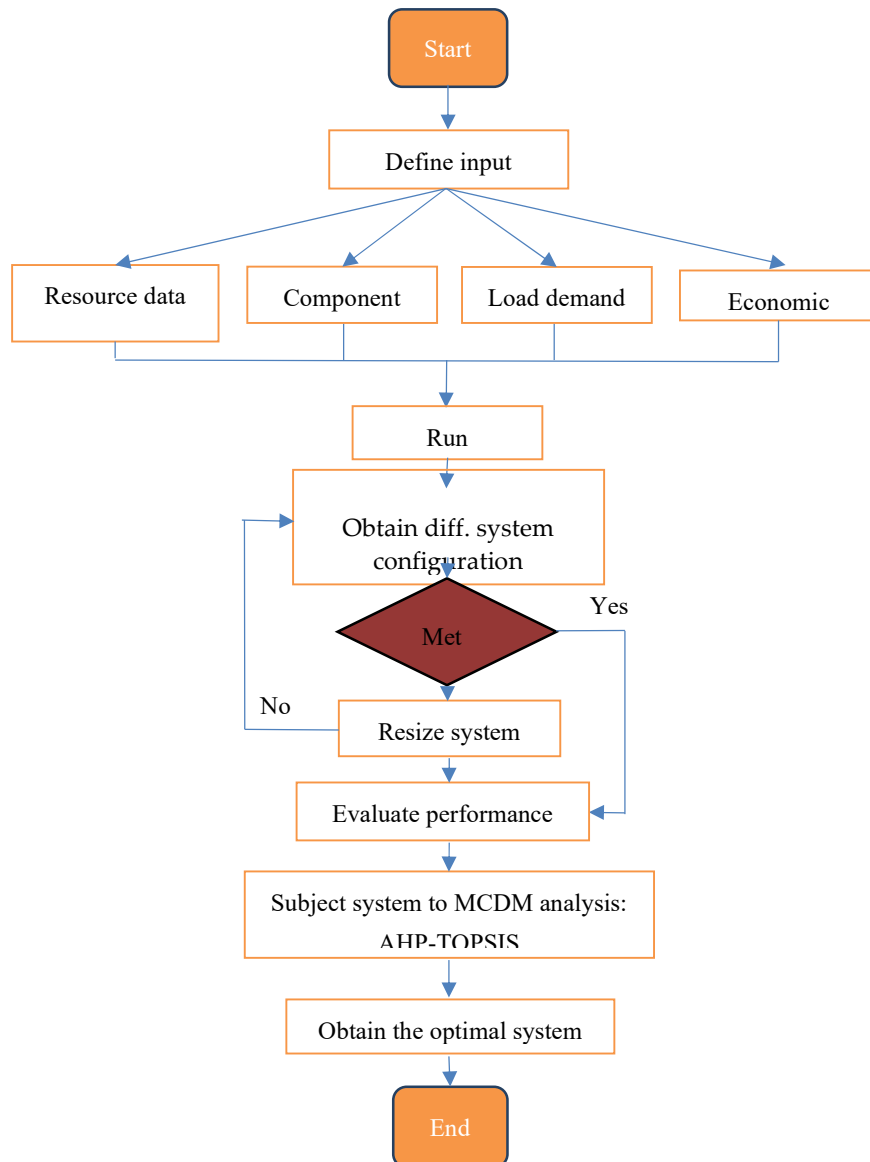 Start
Define input
Resource data
Component
Load demand
Economic
Run
Obtain diff. system
configuration
Met
Yes
No
Resize system
Evaluate performance
Subject system to MCDM analysis:
AHP-TOPSIS
Obtain the optimal system
End